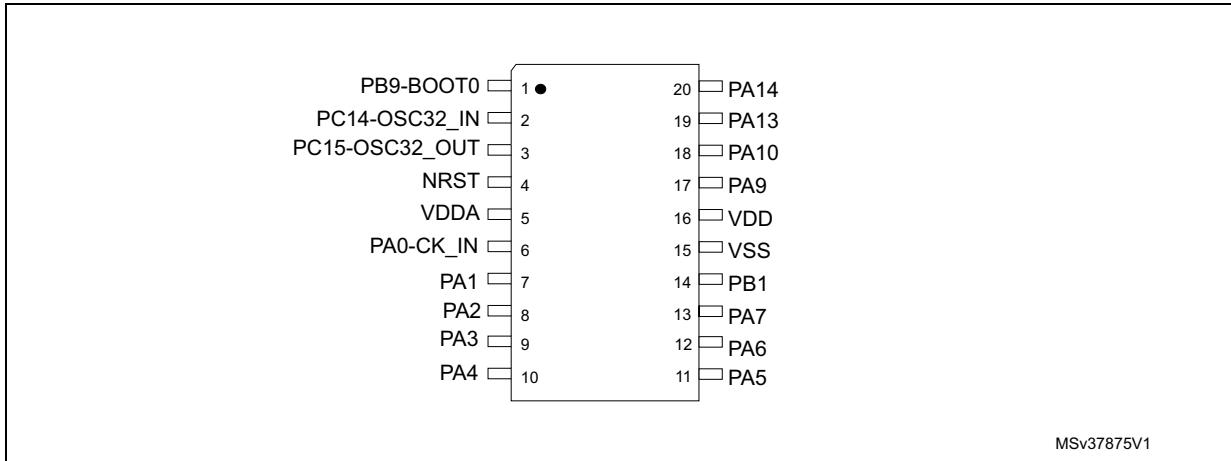 PB9-BOOT0 1 20 PA14
PC14-OSC32_IN 2 19 PA13
PC15-OSC32_OUT 3 18 PA10
NRST 4 17 PA9
VDDA 5 16 VDD
PA0-CK_IN 6 15 VSS
PA1 7 14 PB1
PA2 8 13 PA7
PA3 9 12 PA6
PA4 10 11 PA5
MSv37875V1